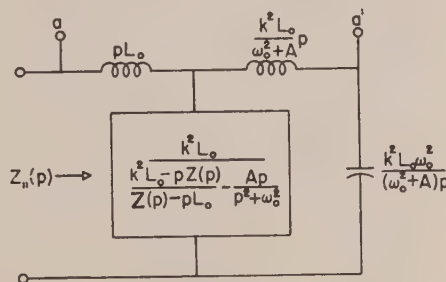 a
a'
pL₀
k²L₀
ω₀²+A p
k²L₀
k²L₀-pZ(p)
Z(p)-pL₀
- Ap
p²+ω₀²
Z₁₁'(p)
k²L₀ω₀²
(ω₀²+A)p